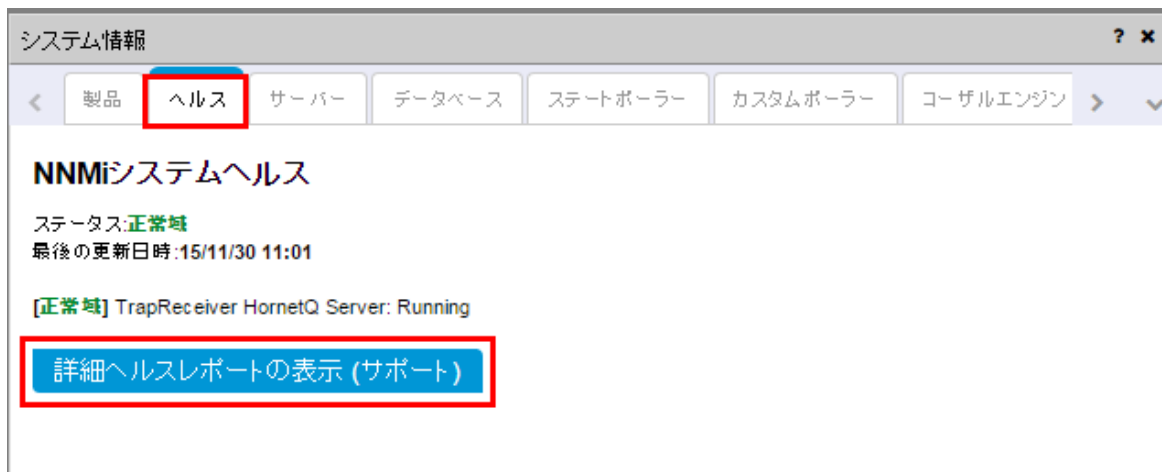 システム情報 ? ×
< 製品 ヘルス サーバー データベース ステートポーラー カスタムポーラー コーザルエンジン >
NNMiシステムヘルス
ステータス:正常域
最後の更新日時:15/11/30 11:01
[正常域] TrapReceiver HornetQ Server: Running
詳細ヘルスレポートの表示 (サポート)